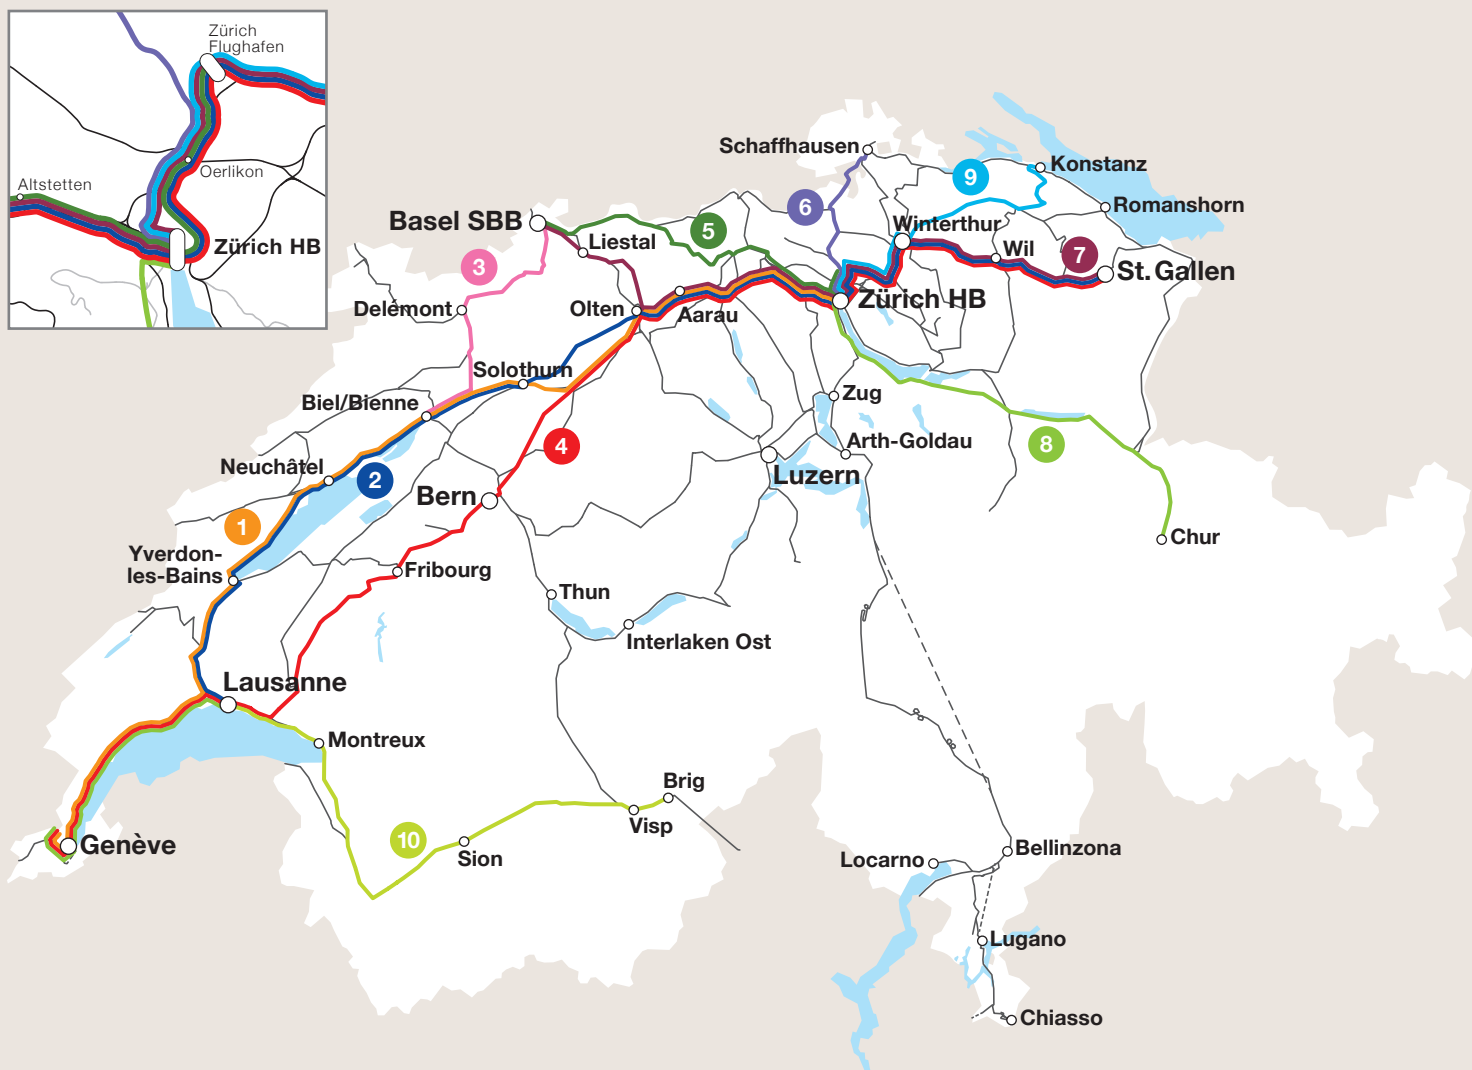 Zürich
Flughafen
Oerlikon
Altstetten
Zürich HB
Schaffhausen
9
Konstanz
6
Romanshorn
Basel SBB
5
Winterthur
Liestal
Wil
7
St. Gallen
3
Delémont
Olten
Aarau
Zürich HB
Solothurn
Biel/Bienne
Zug
4
Arth-Goldau
8
Neuchâtel
2
Luzern
Bern
1
Chur
Yverdon-
les-Bains
Fribourg
Thun
Interlaken Ost
Lausanne
Montreux
Brig
Visp
10
Sion
Genève
Bellinzona
Locarno
Lugano
Chiasso